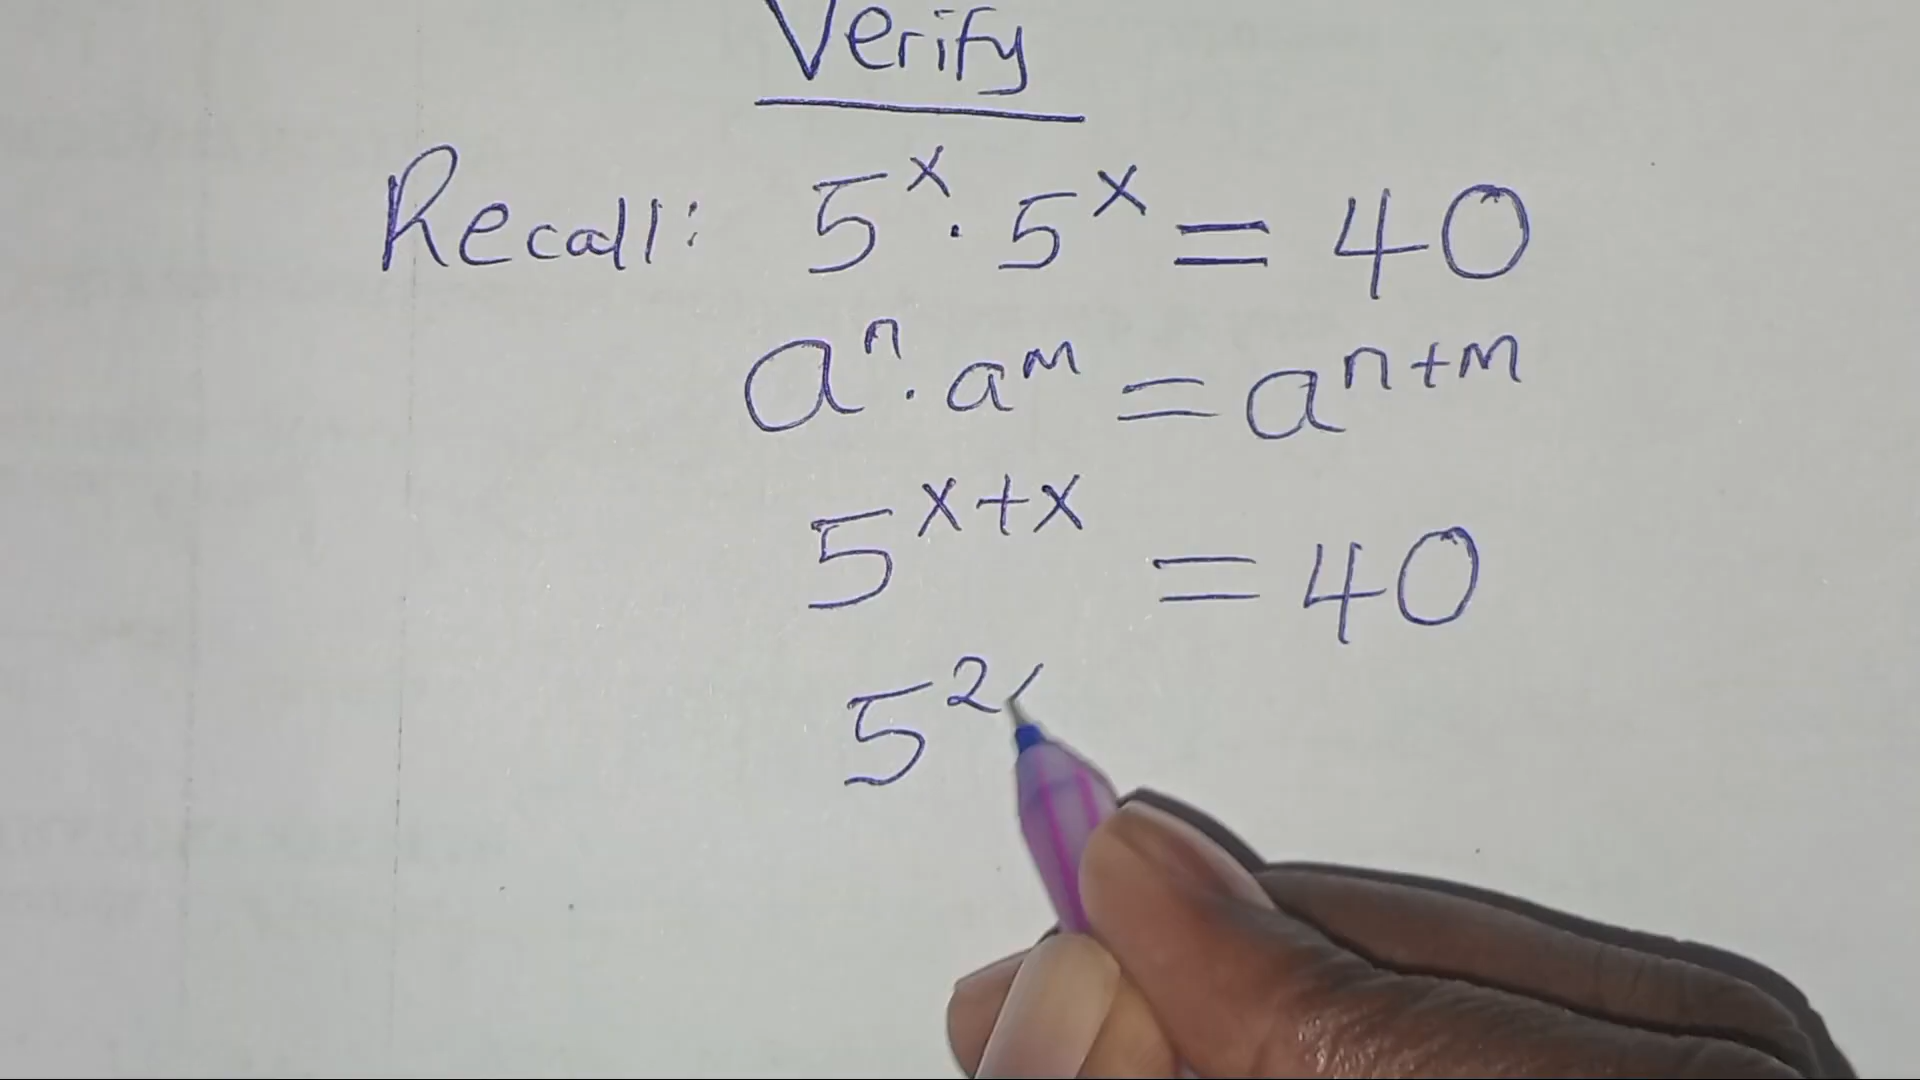 Verify
Recall: 5^x · 5^x = 40
a^n · a^m = a^{n+m}
5^{x+x} = 40
5^2